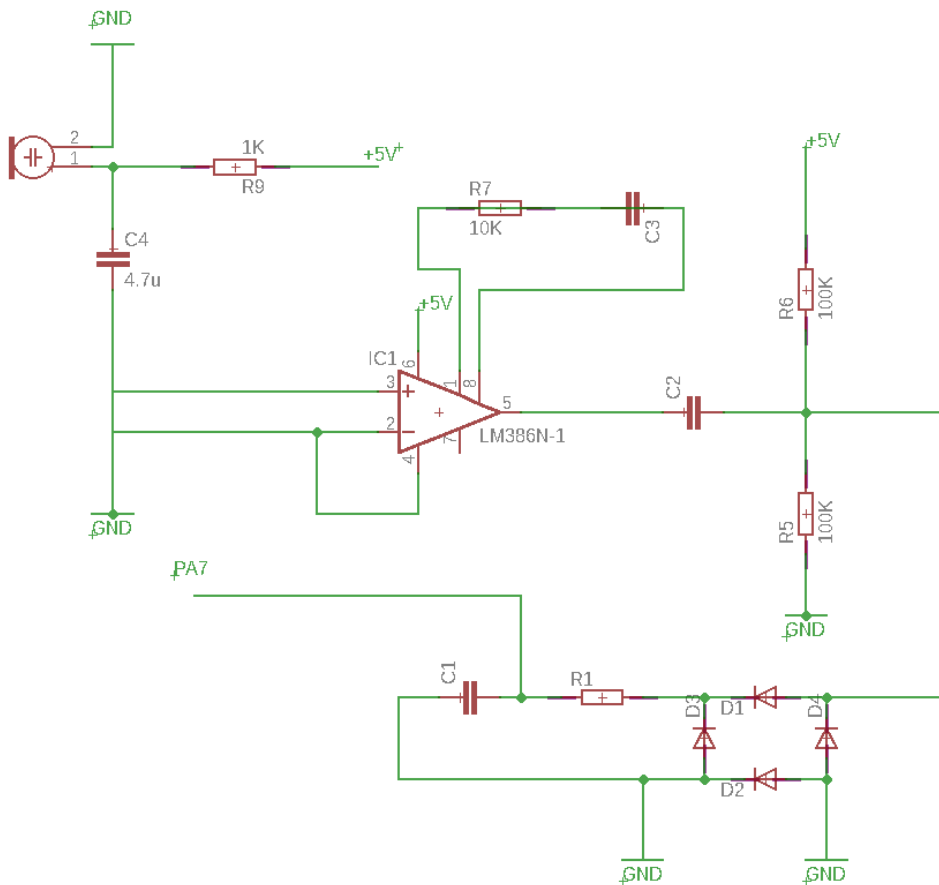 GND
2
1
1K
R9
+5V
C4
4.7u
R7
10K
C3
+5V
R6
100K
+5V
IC1
6
1
8
3
2
5
7
4
LM386N-1
C2
GND
R5
100K
GND
PA7
C1
R1
D3
D1
D4
D2
GND
GND